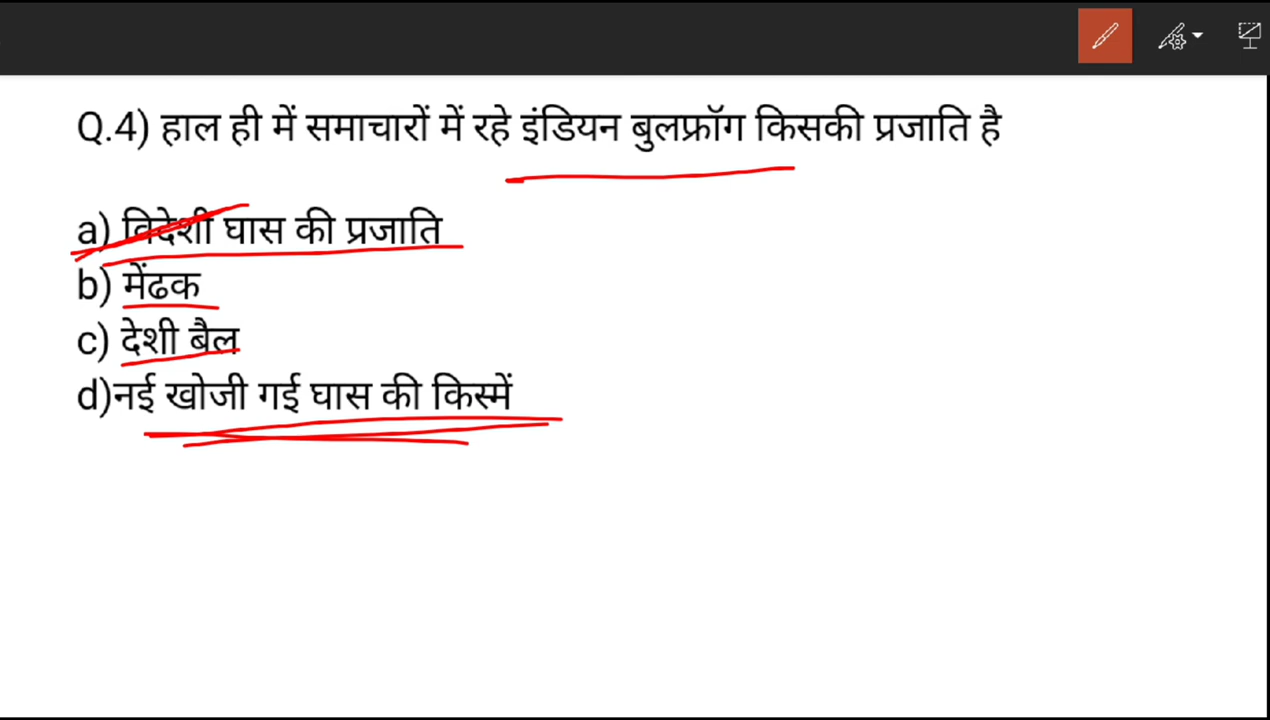 Q.4) हाल ही में समाचारों में रहे इंडियन बुलफ्रॉग किसकी प्रजाति है
a) विदेशी घास की प्रजाति
b) मेंढक
c) देशी बैल
d)नई खोजी गई घास की किस्में